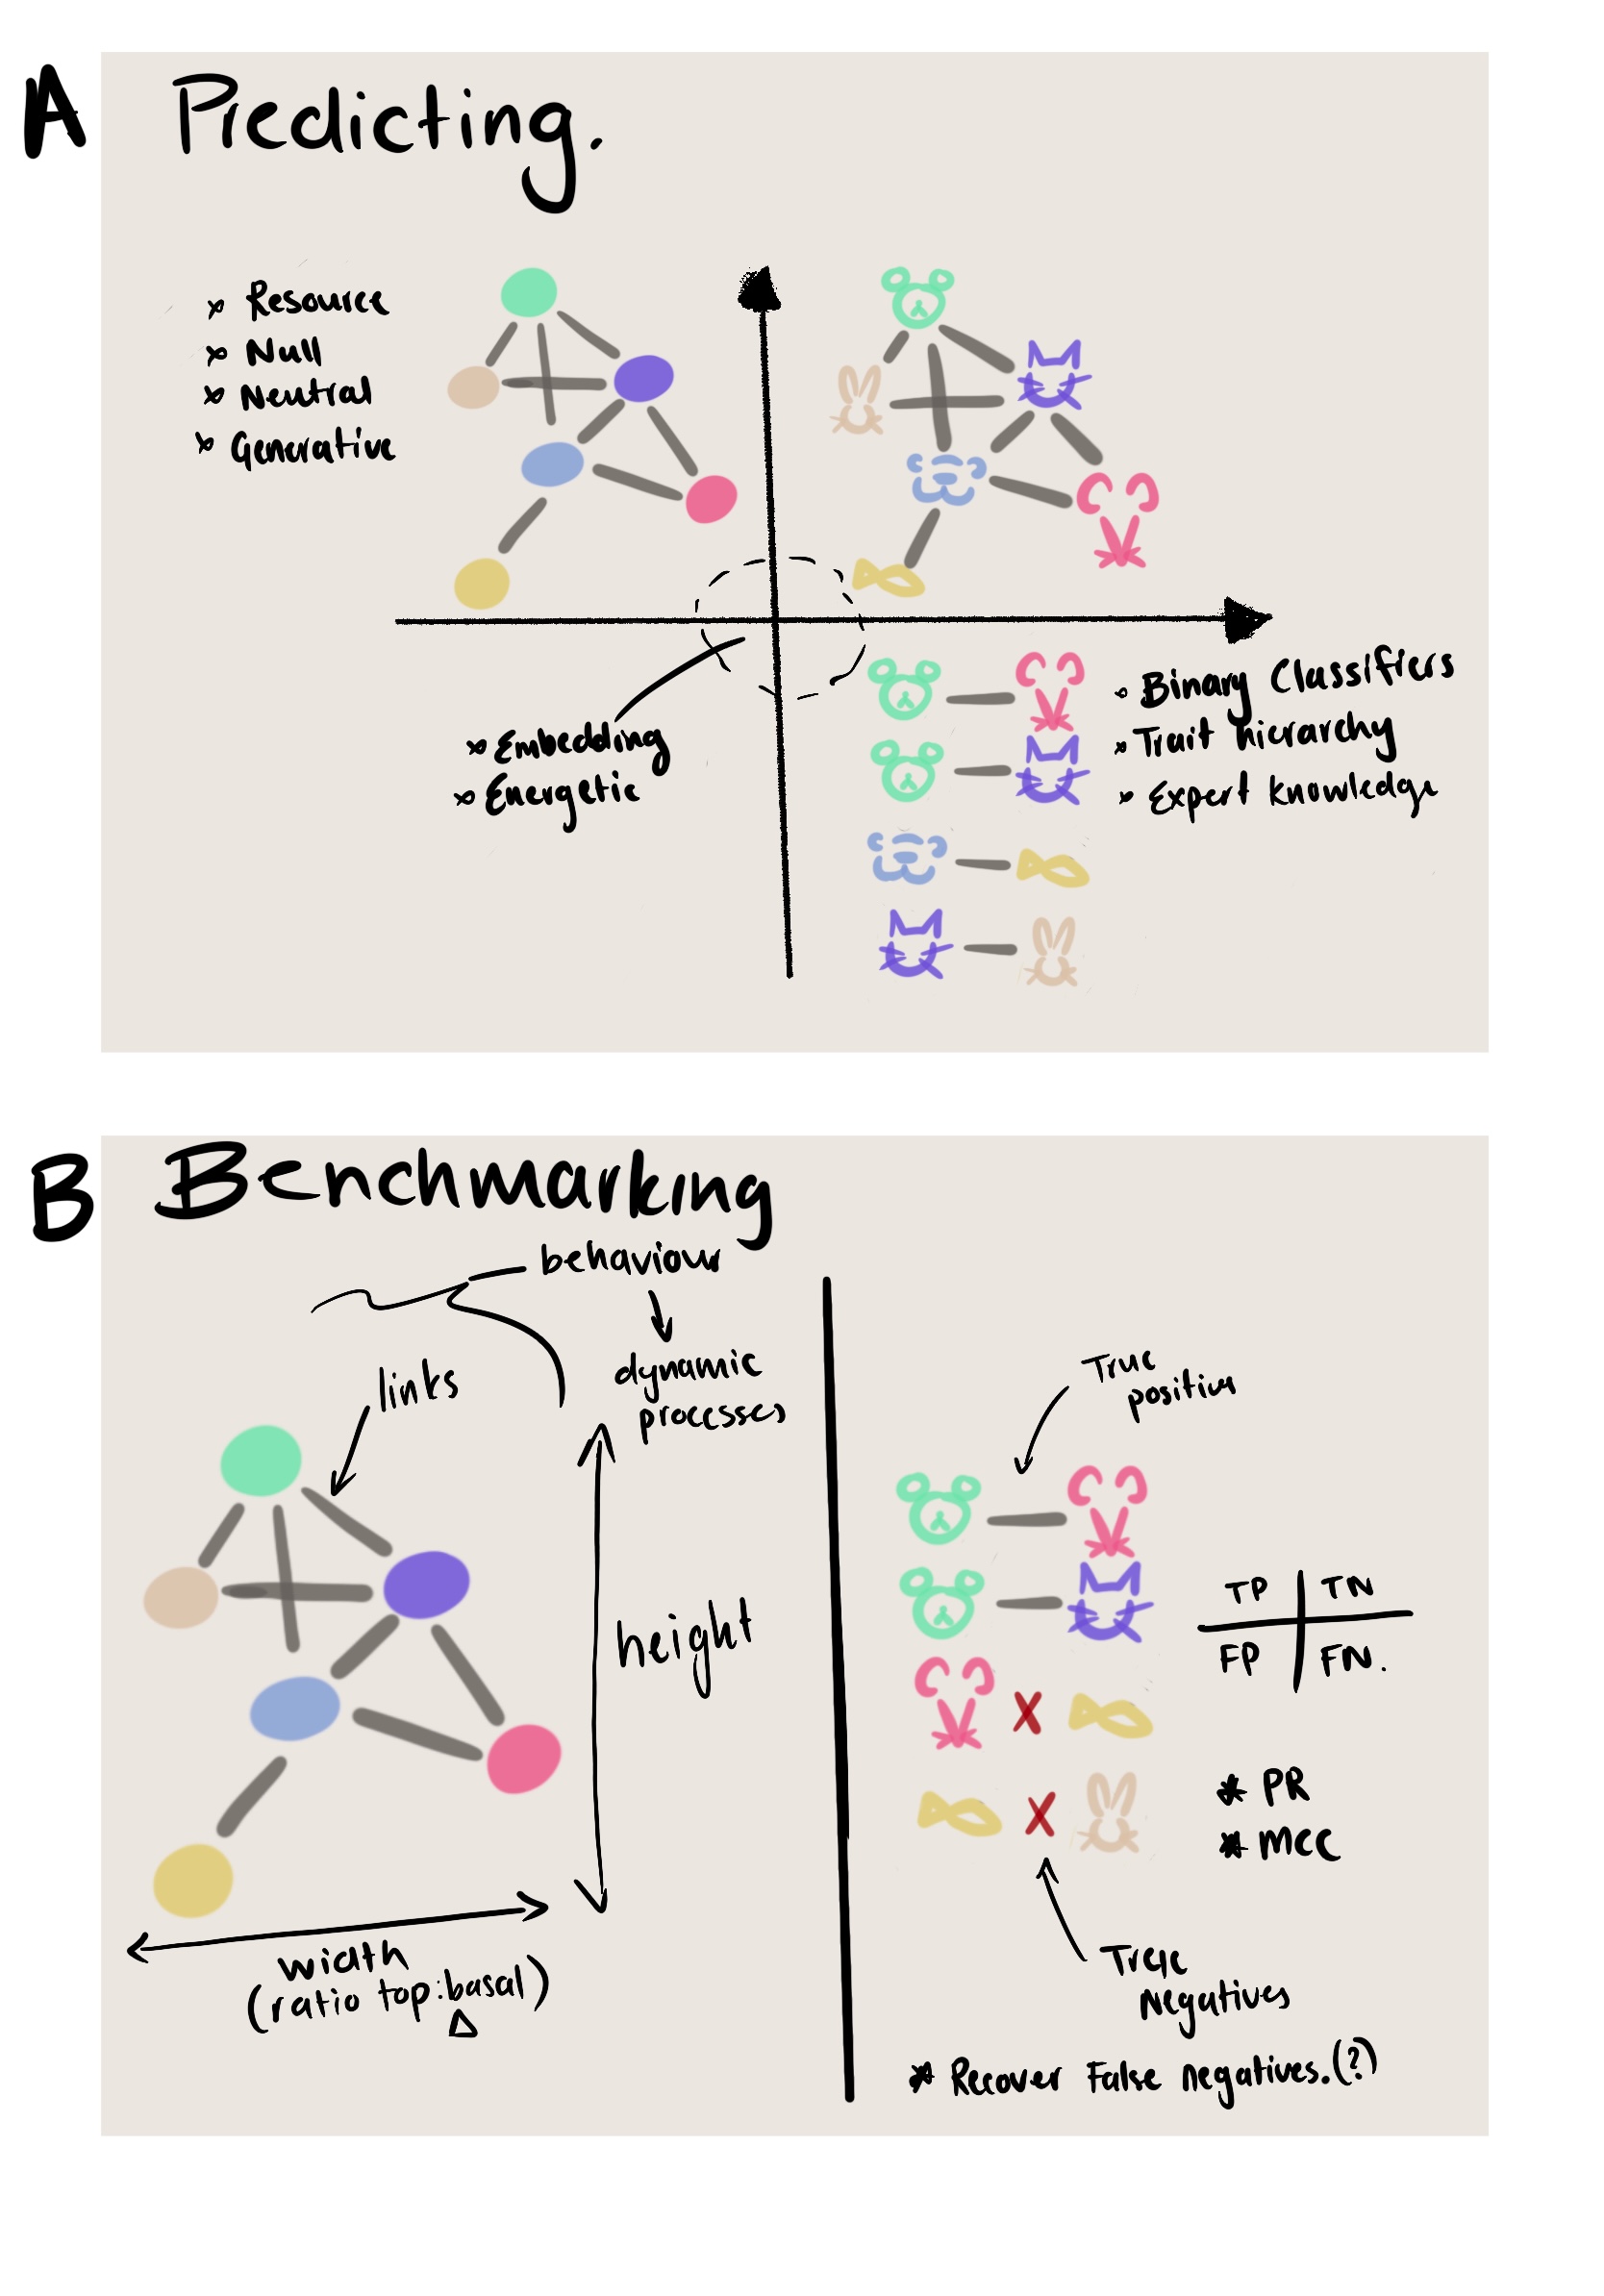 A
Predicting.
× Resource
× Null
× Neutral
× Generative
× Embedding
× Energetic
× Binary Classifiers
× Trait hierarchy
× Expert knowledge
B
Benchmarking
behaviour
dynamic
processes
links
height
width
(ratio top:basal)
True
positive
TP TN
FP FN.
* PR
* MCC
True
negatives
* Recover False negatives.(?)